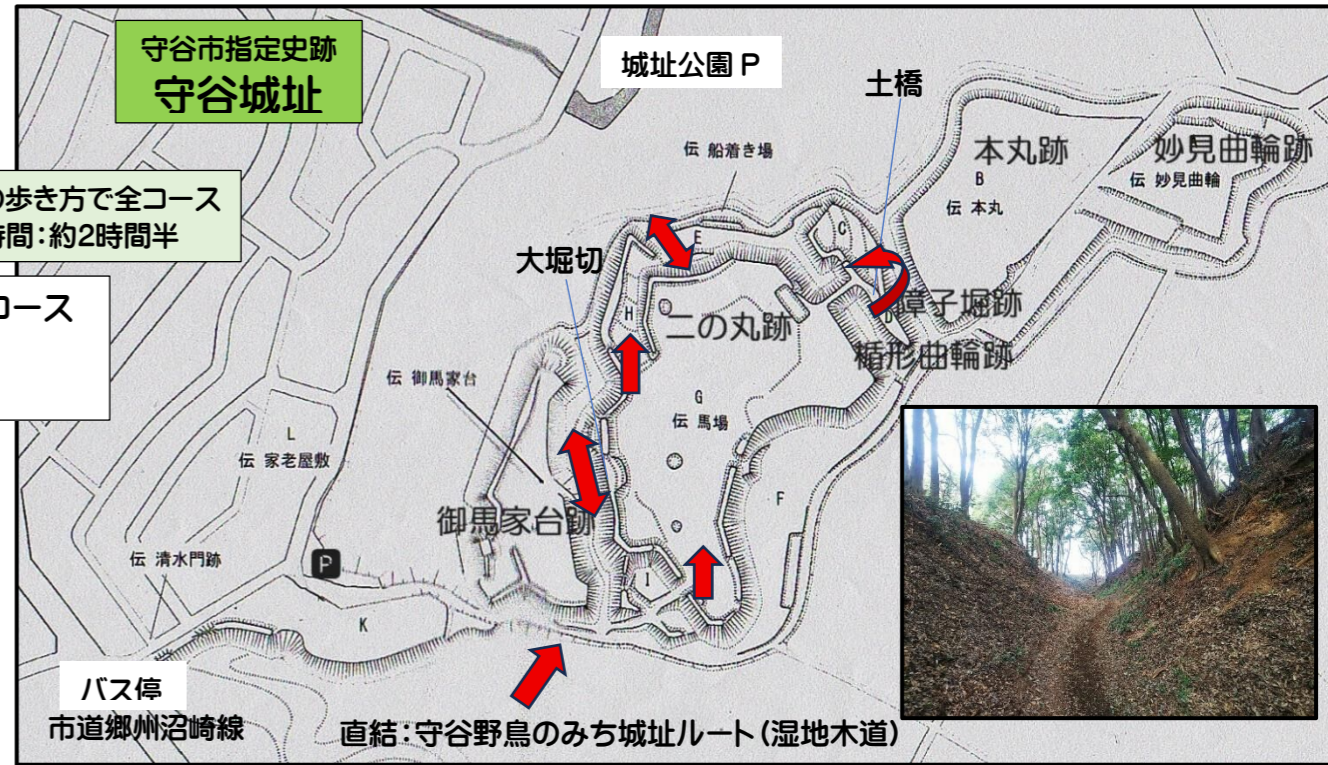 守谷市指定史跡
守谷城址
の歩き方で全コース
時間：約2時間半
コース
城址公園 P
土橋
伝 船着き場
本丸跡
B
伝 本丸
妙見曲輪跡
伝 妙見曲輪
大堀切
E
C
H
二の丸跡
障子堀跡
D
楯形曲輪跡
伝 御馬家台
G
伝 馬場
L
伝 家老屋敷
御馬家台跡
F
伝 清水門跡
P
I
K
バス停
市道郷州沼崎線
直結：守谷野鳥のみち城址ルート（湿地木道）